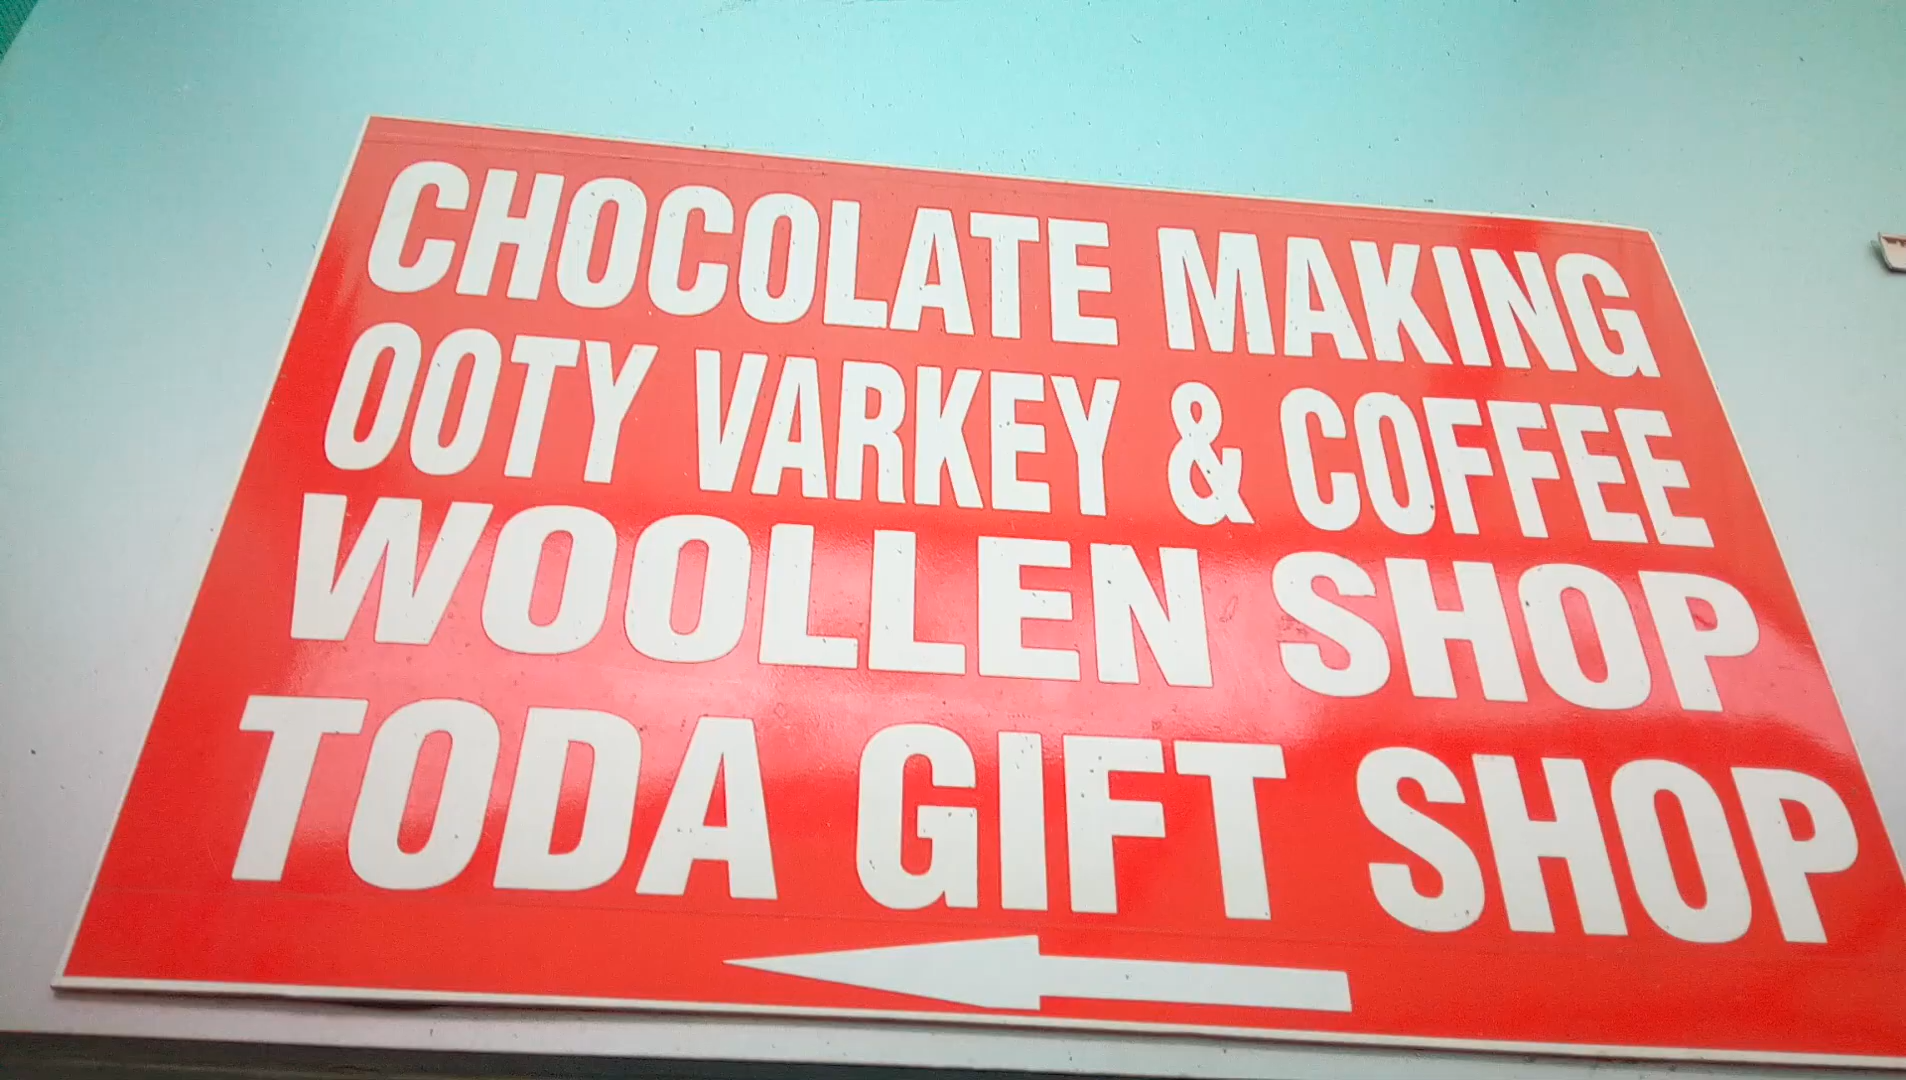 CHOCOLATE MAKING
OOTY VARKEY & COFFEE
WOOLLEN SHOP
TODA GIFT SHOP